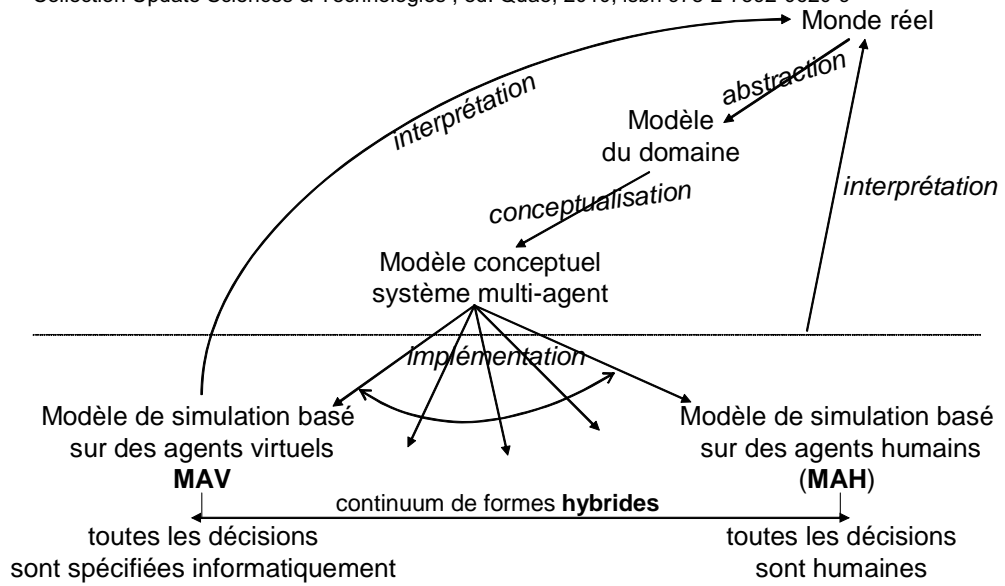 Monde réel
abstraction
interprétation
Modèle
du domaine
interprétation
conceptualisation
Modèle conceptuel
système multi-agent
implémentation
Modèle de simulation basé
sur des agents virtuels
MAV
Modèle de simulation basé
sur des agents humains
(MAH)
continuum de formes hybrides
toutes les décisions
sont spécifiées informatiquement
toutes les décisions
sont humaines